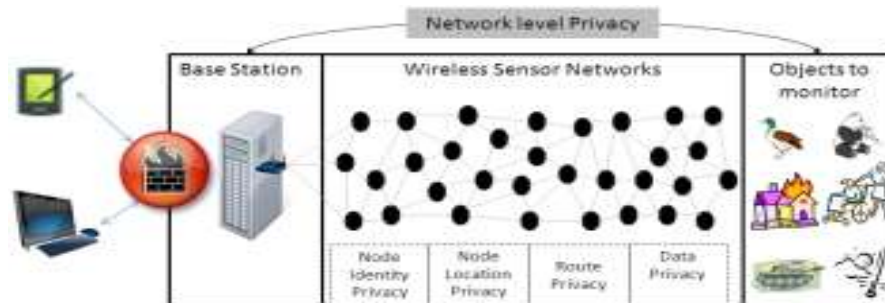 Network level Privacy
Base Station
Wireless Sensor Networks
Objects to
monitor
Node
Identity
Privacy
Node
Location
Privacy
Route
Privacy
Data
Privacy